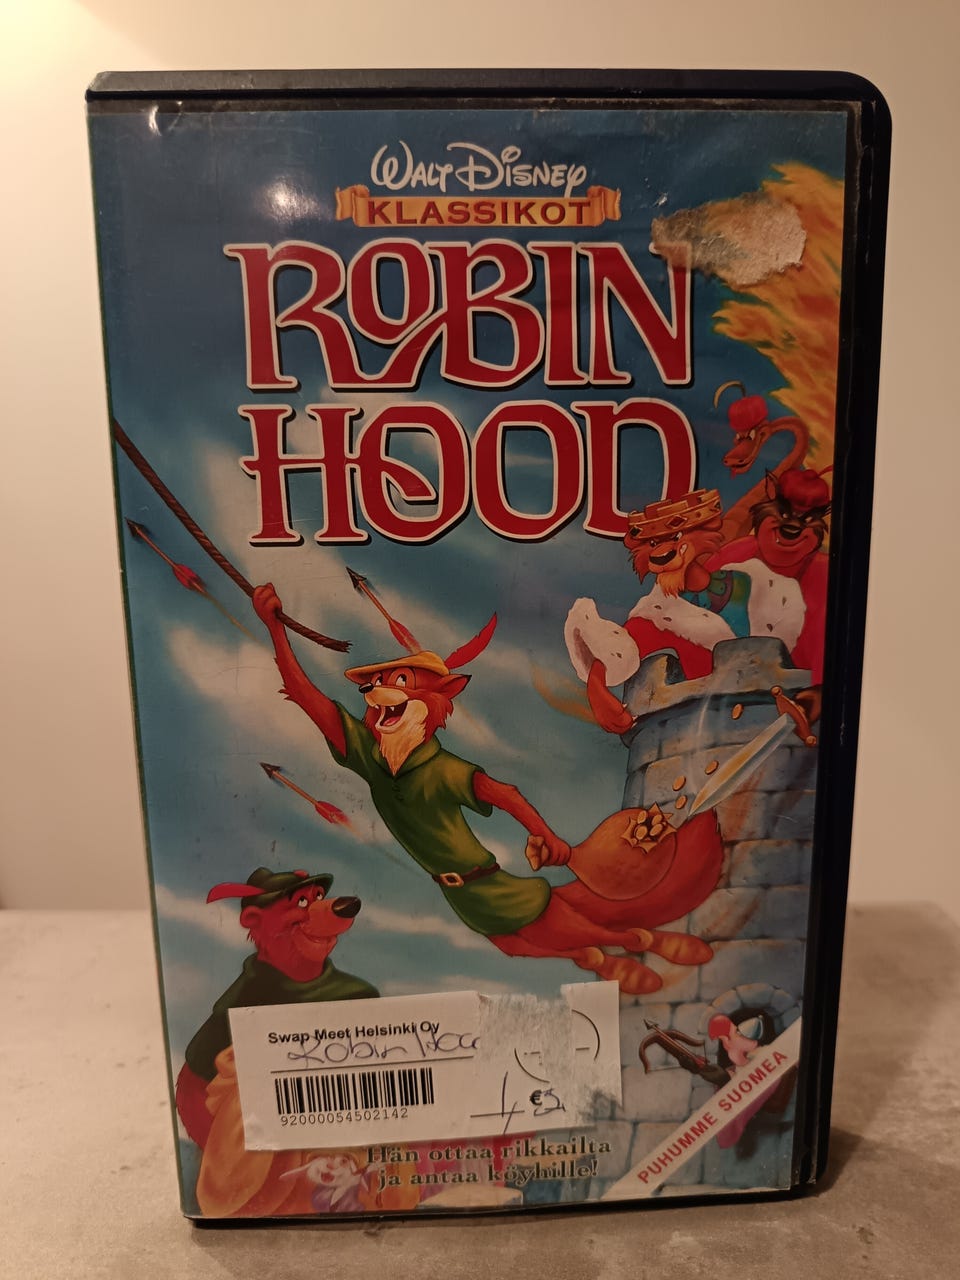 WALT DISNEY
KLASSIKOT
ROBIN
HOOD
Swap Meet Helsinki Oy
Robin Hoo
92000054502142
€
Hän ottaa rikkailta
ja antaa köyhille!
PUHUMME SUOMEA